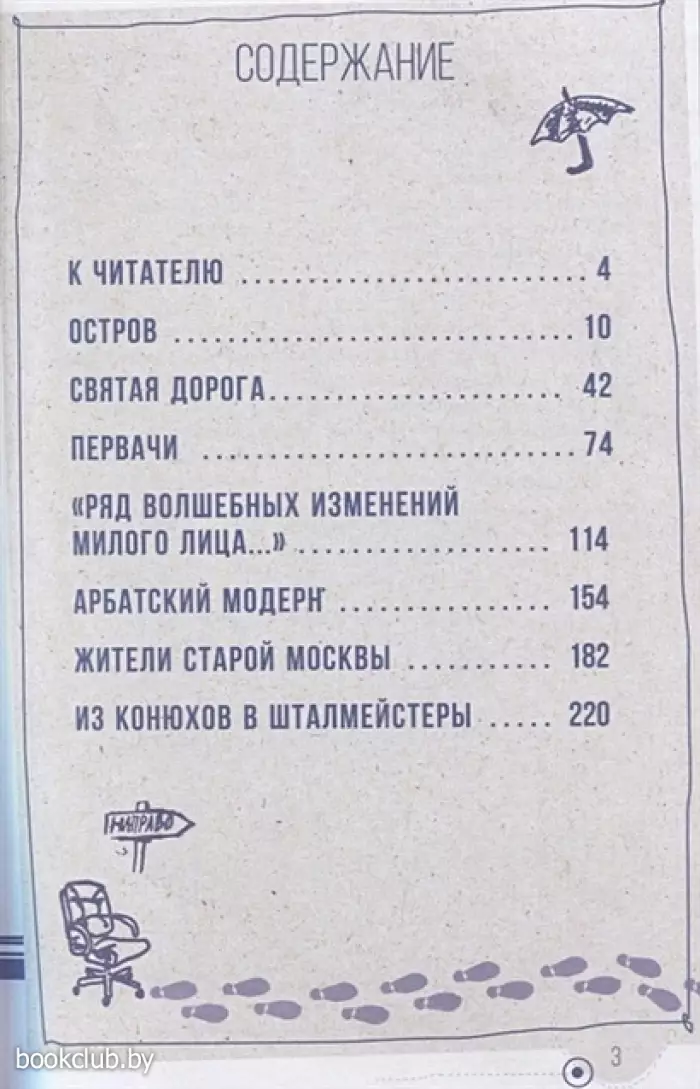 СОДЕРЖАНИЕ
К ЧИТАТЕЛЮ ........................ 4
ОСТРОВ ............................ 10
СВЯТАЯ ДОРОГА...................... 42
ПЕРВАЧИ ........................... 74
«РЯД ВОЛШЕБНЫХ ИЗМЕНЕНИЙ
МИЛОГО ЛИЦА...» ................... 114
АРБАТСКИЙ МОДЕРН ................ 154
ЖИТЕЛИ СТАРОЙ МОСКВЫ ........... 182
ИЗ КОНЮХОВ В ШТАЛМЕЙСТЕРЫ ..... 220
НАПРАВО
3
bookclub.by